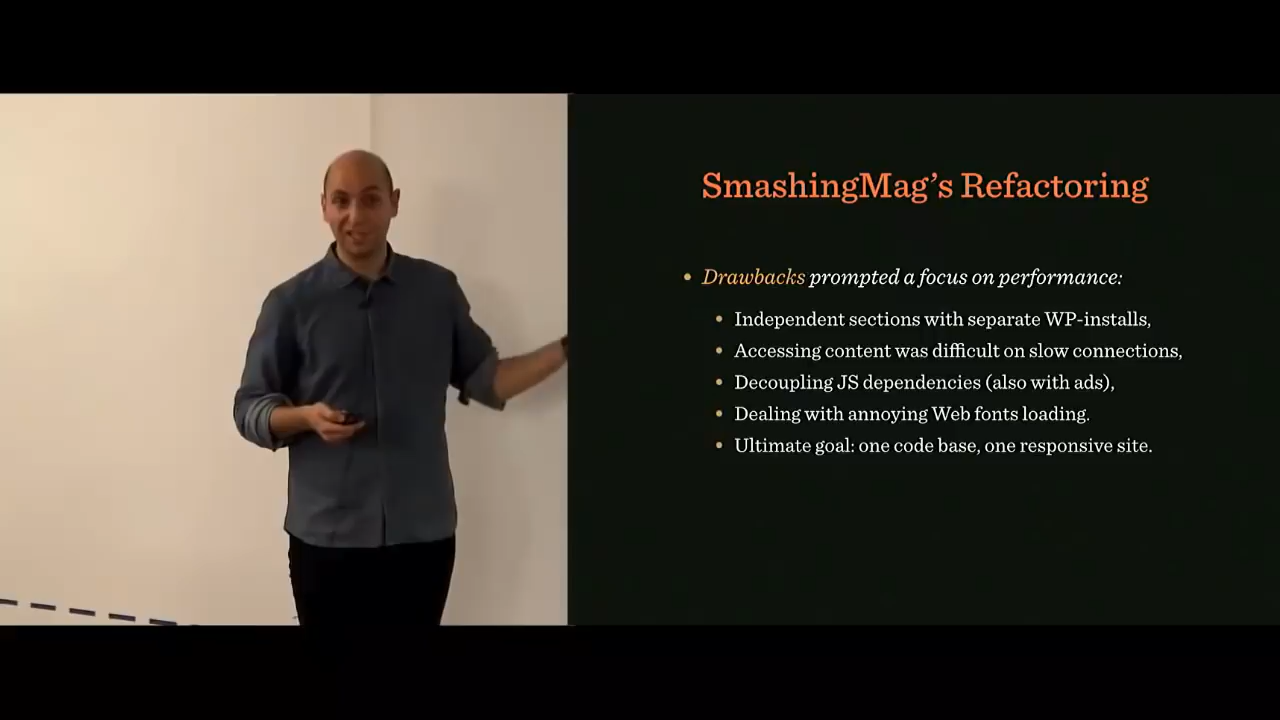 SmashingMag’s Refactoring
• Drawbacks prompted a focus on performance:
• Independent sections with separate WP-installs,
• Accessing content was difficult on slow connections,
• Decoupling JS dependencies (also with ads),
• Dealing with annoying Web fonts loading.
• Ultimate goal: one code base, one responsive site.